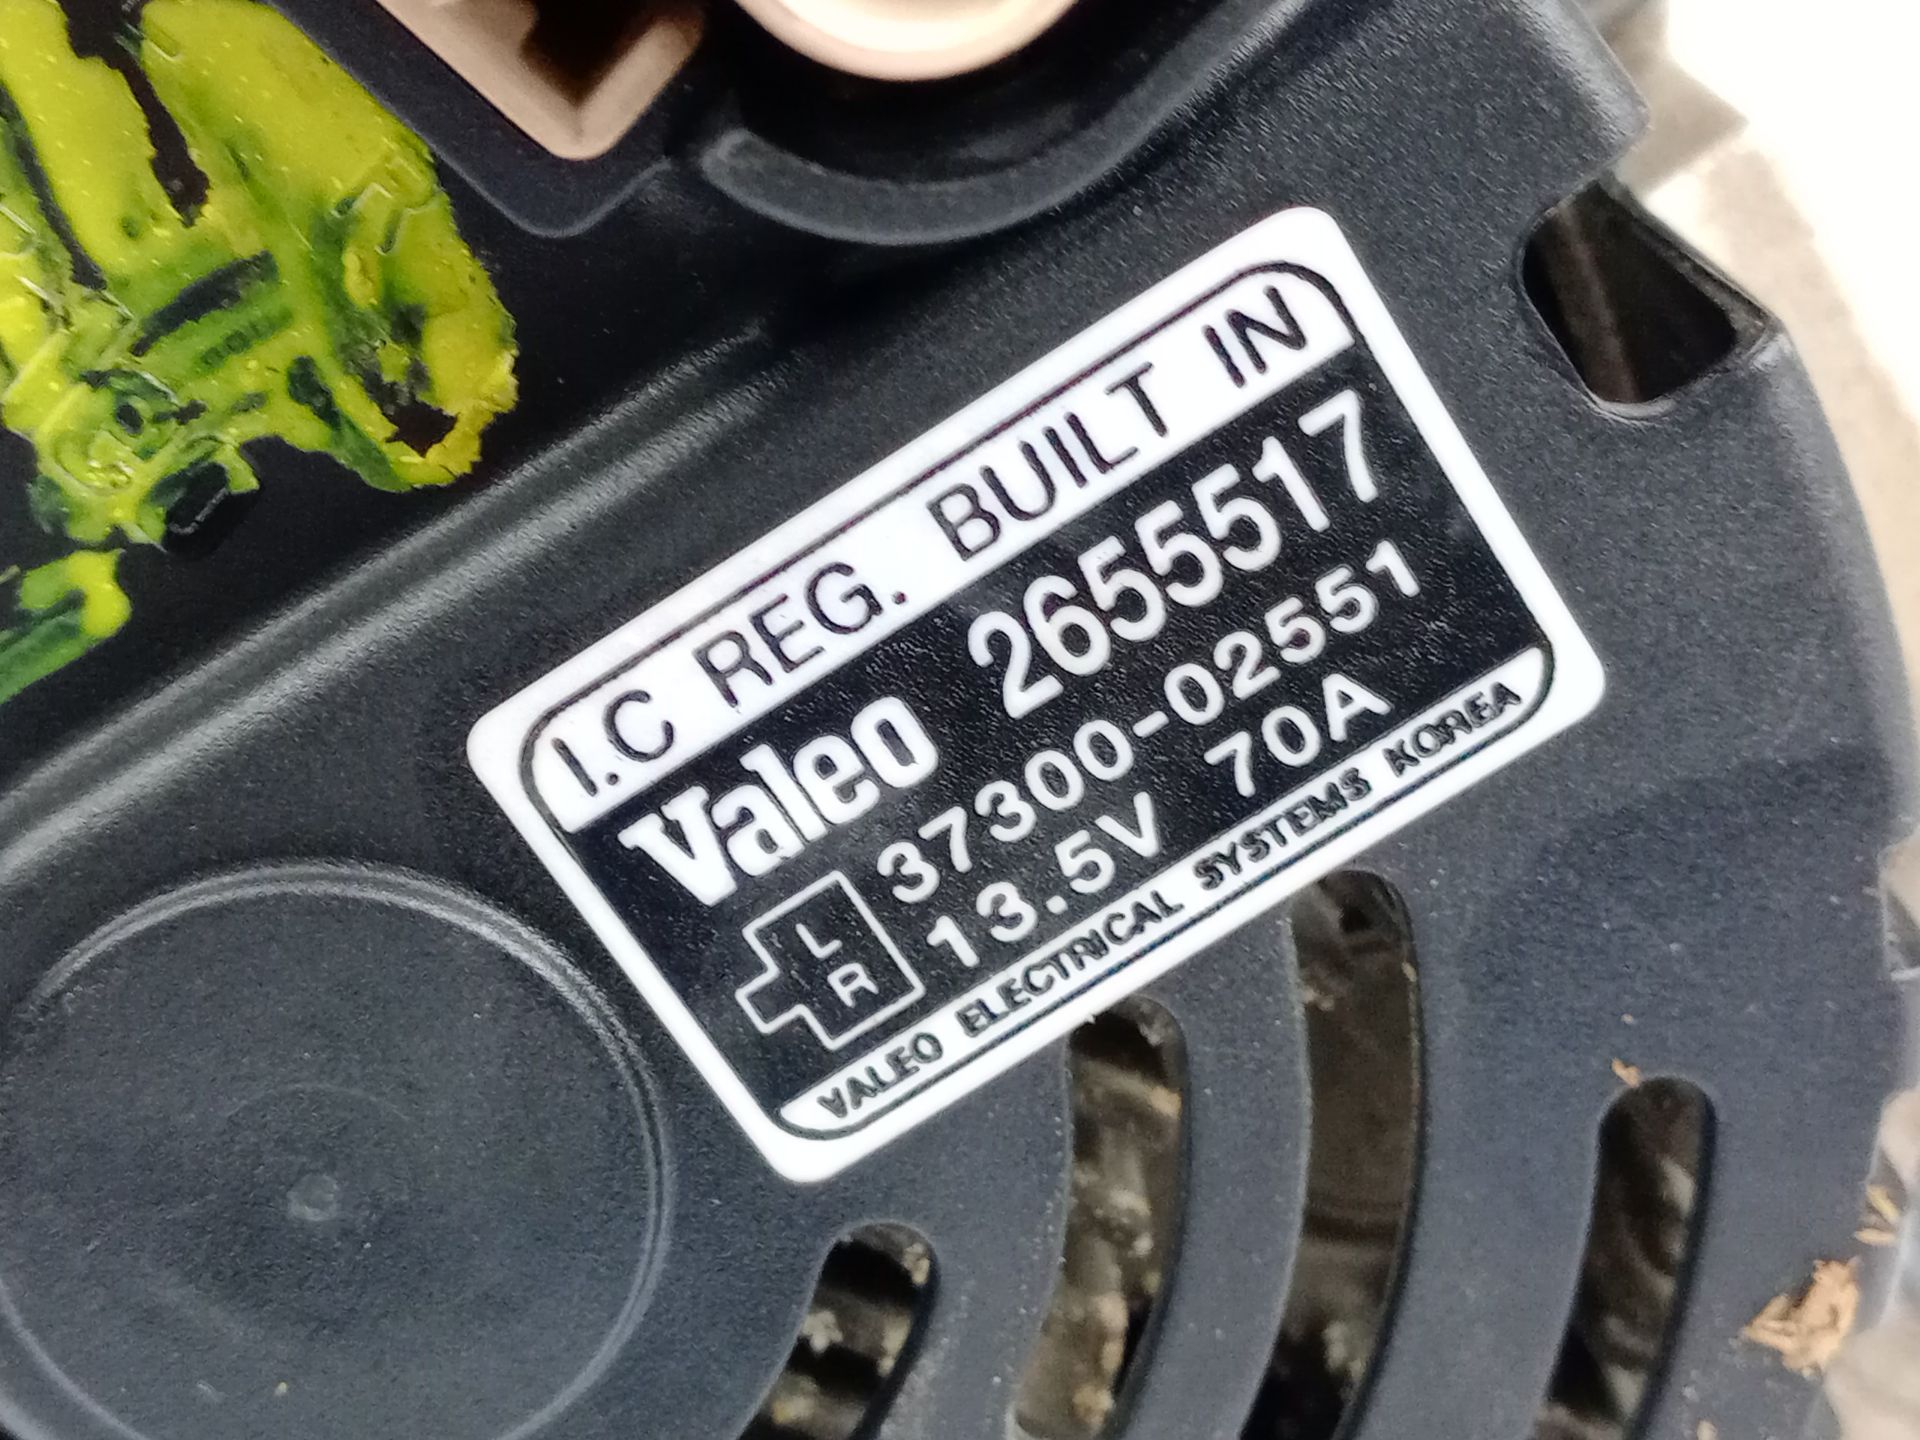 I.C REG. BUILT IN
Valeo 2655517
37300-02551
L
R
13.5V 70A
VALEO ELECTRICAL SYSTEMS KOREA